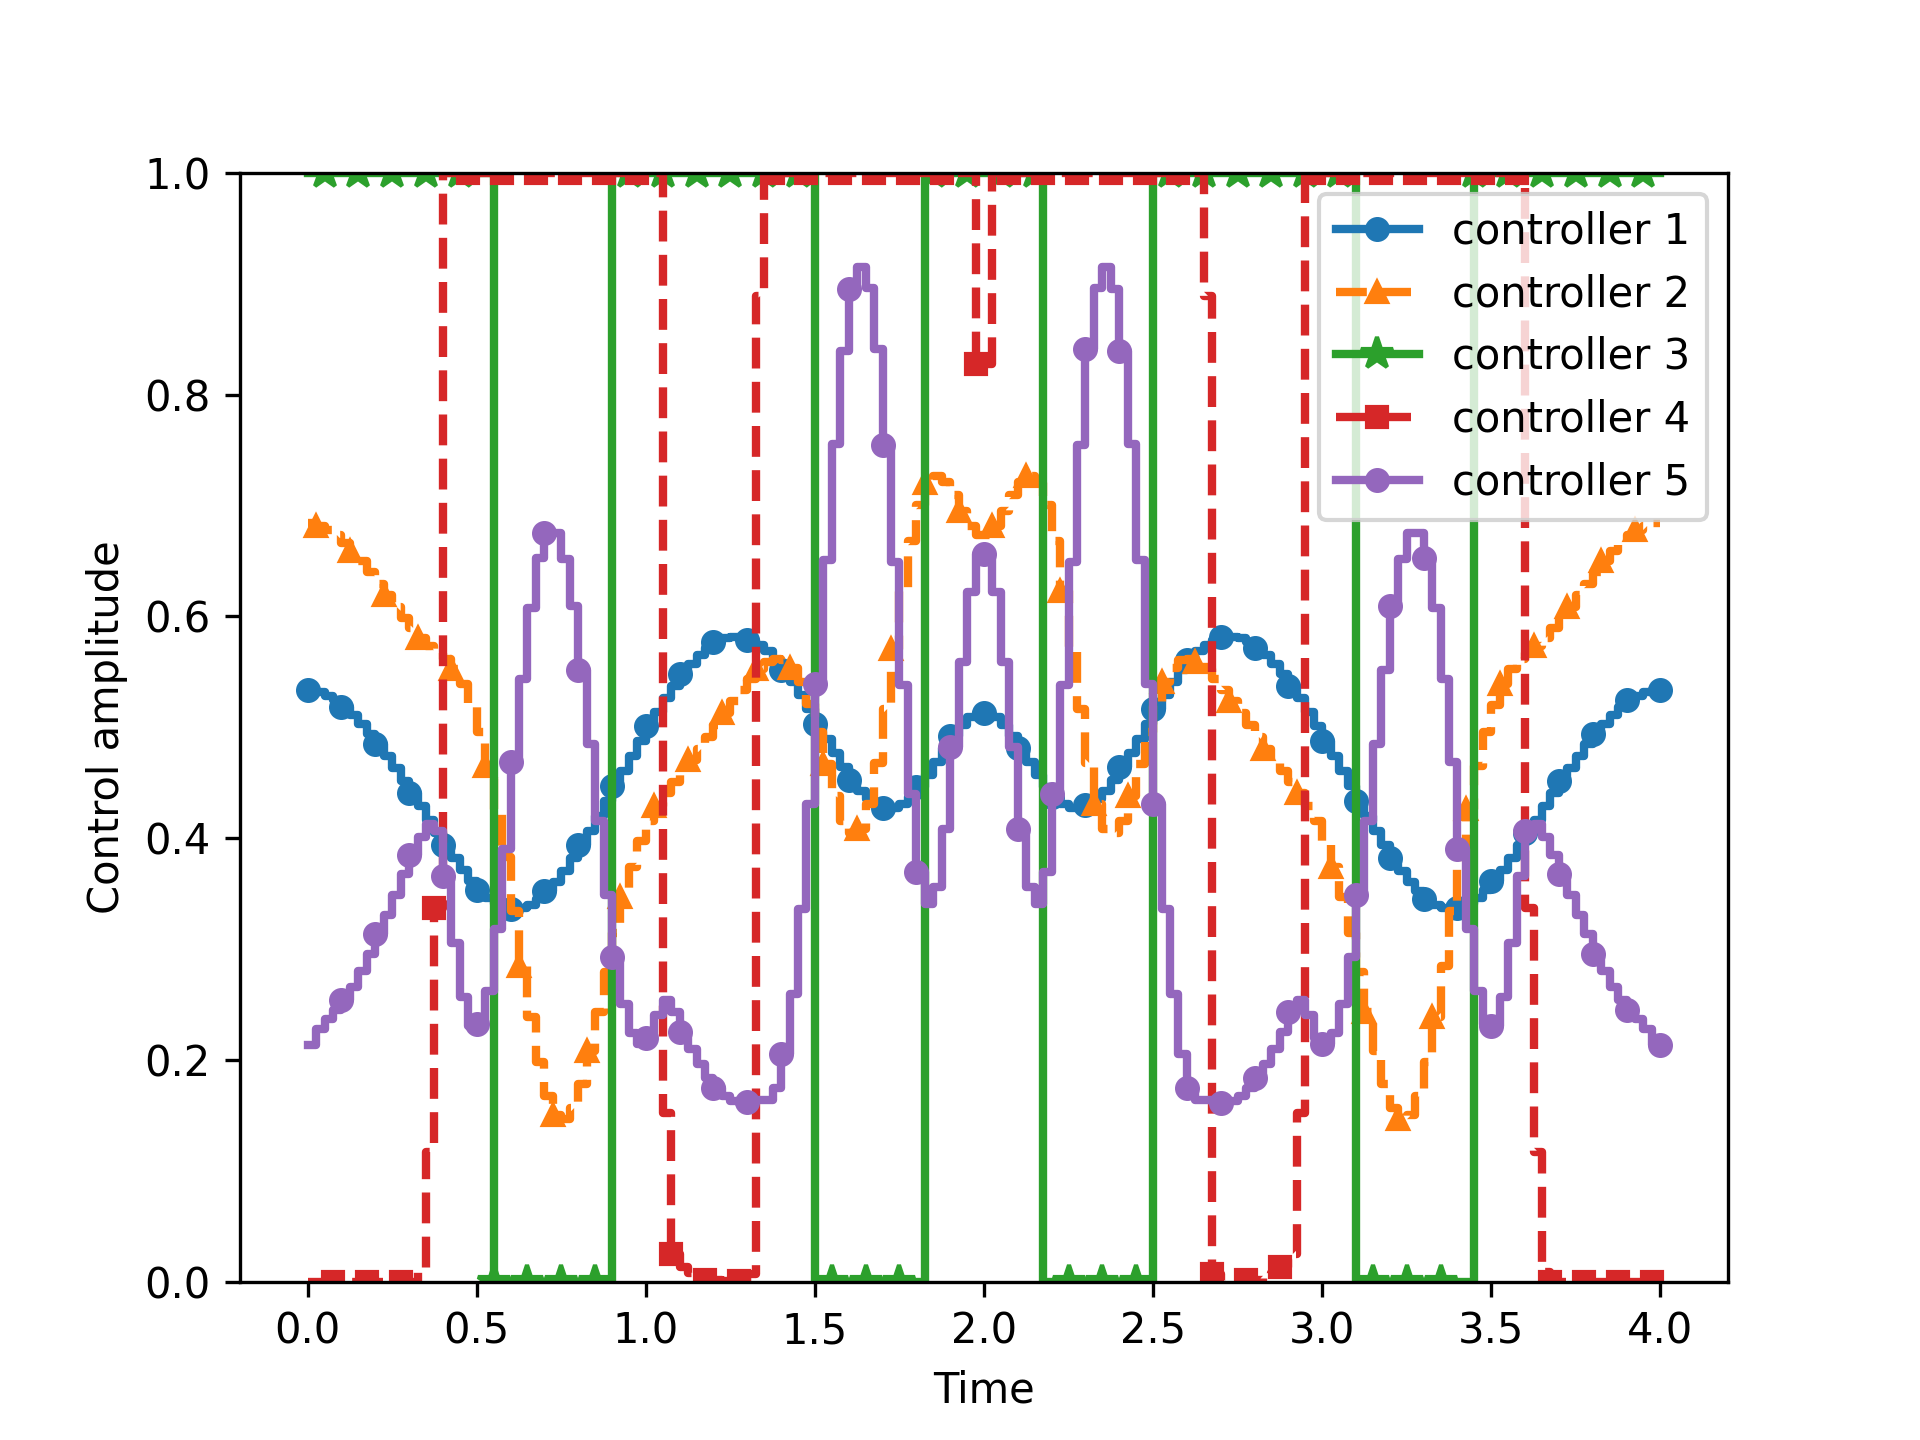 1.0
0.8
0.6
0.4
0.2
0.0
Control amplitude
controller 1
controller 2
controller 3
controller 4
controller 5
0.0 0.5 1.0 1.5 2.0 2.5 3.0 3.5 4.0
Time